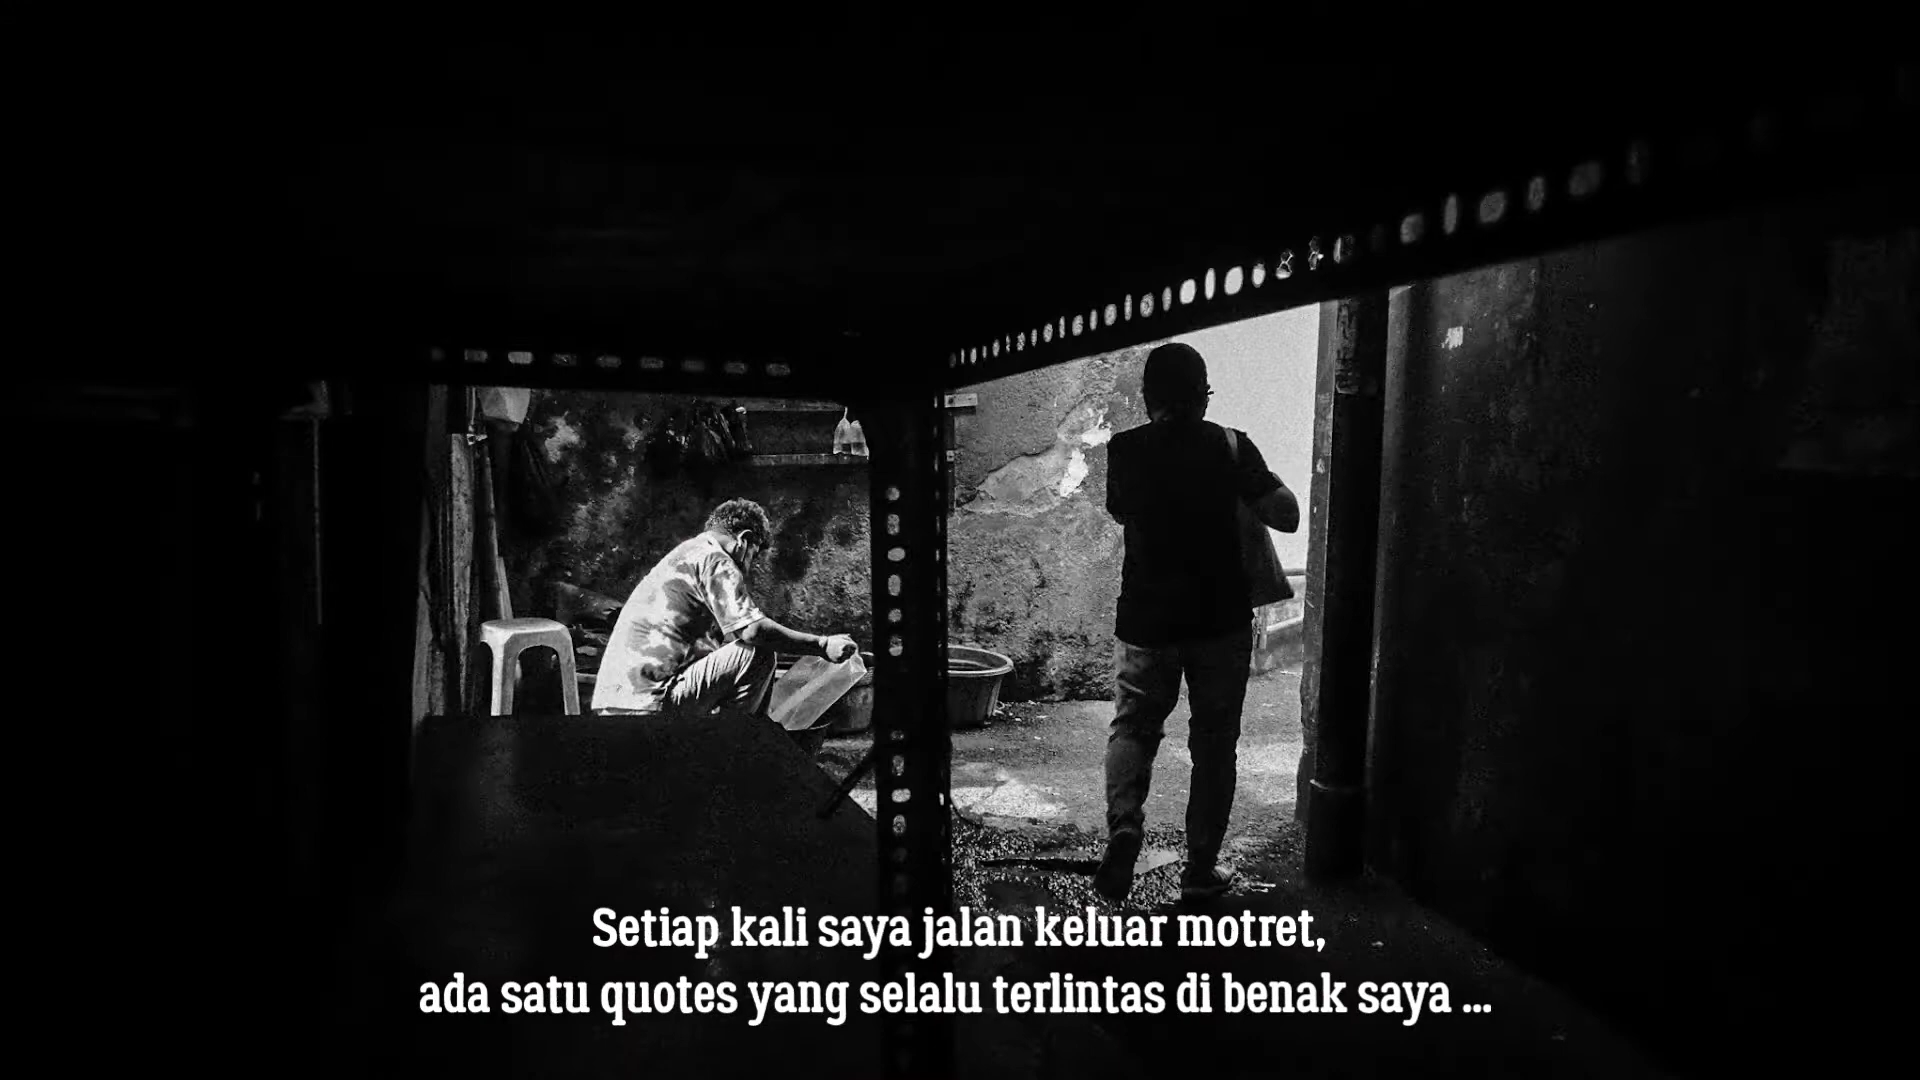 Setiap kali saya jalan keluar motret,
ada satu quotes yang selalu terlintas di benak saya ...